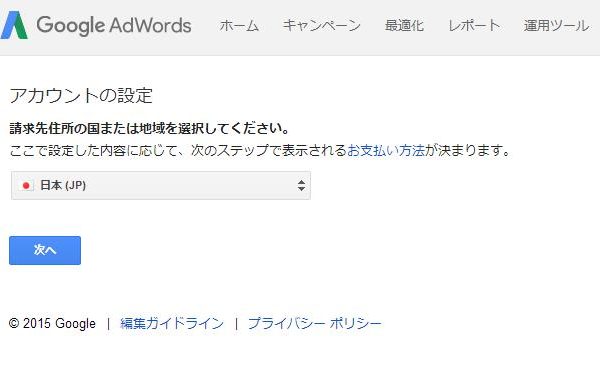 Google AdWords ホーム キャンペーン 最適化 レポート 運用ツール
アカウントの設定
請求先住所の国または地域を選択してください。
ここで設定した内容に応じて、次のステップで表示されるお支払い方法が決まります。
日本 (JP)
次へ
© 2015 Google | 編集ガイドライン | プライバシー ポリシー